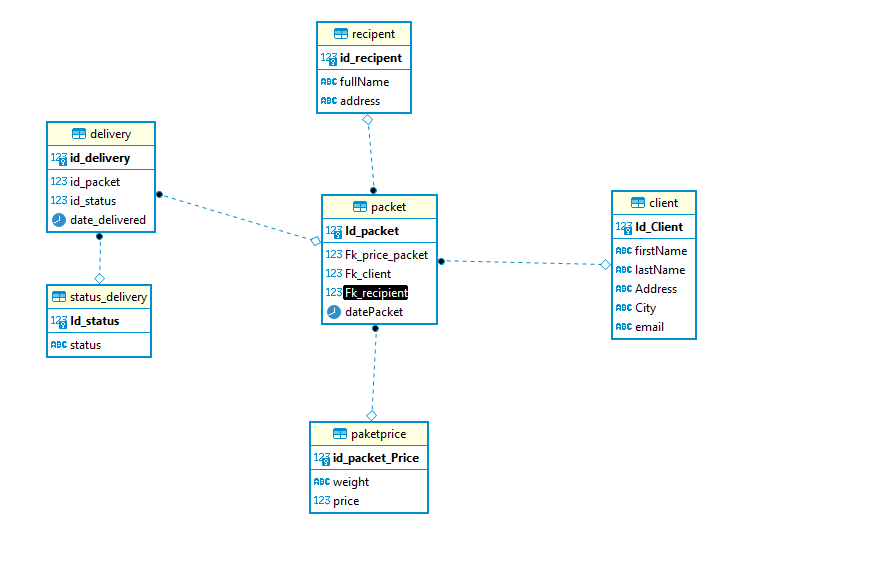 recipent
123 id_recipent
ABC fullName
ABC address
delivery
123 id_delivery
123 id_packet
123 id_status
date_delivered
packet
123 Id_packet
123 Fk_price_packet
123 Fk_client
123 Fk_recipient
datePacket
client
123 Id_Client
ABC firstName
ABC lastName
ABC Address
ABC City
ABC email
status_delivery
123 Id_status
ABC status
paketprice
123 id_packet_Price
ABC weight
123 price